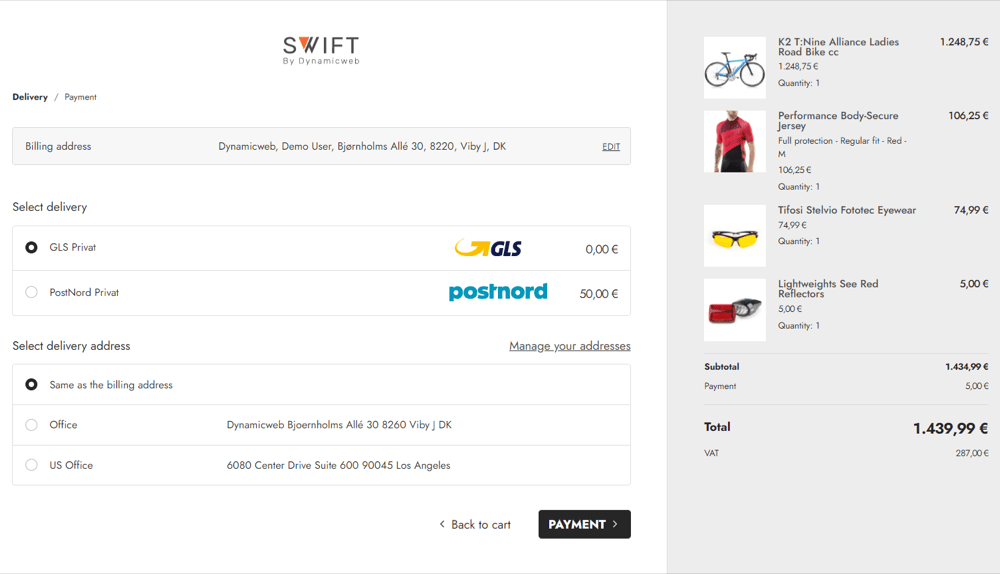 SWIFT
By Dynamicweb
Delivery / Payment
Billing address Dynamicweb, Demo User, Bjørnholms Allé 30, 8220, Viby J, DK EDIT
Select delivery
GLS Privat GLS 0,00 €
PostNord Privat postnord 50,00 €
Select delivery address Manage your addresses
Same as the billing address
Office Dynamicweb Bjoernholms Allé 30 8260 Viby J DK
US Office 6080 Center Drive Suite 600 90045 Los Angeles
< Back to cart PAYMENT >
K2 T:Nine Alliance Ladies 1.248,75 €
Road Bike cc
1.248,75 €
Quantity: 1
Performance Body-Secure 106,25 €
Jersey
Full protection - Regular fit - Red -
M
106,25 €
Quantity: 1
Tifosi Stelvio Fototec Eyewear 74,99 €
74,99 €
Quantity: 1
Lightweights See Red 5,00 €
Reflectors
5,00 €
Quantity: 1
Subtotal 1.434,99 €
Payment 5,00 €
Total 1.439,99 €
VAT 287,00 €